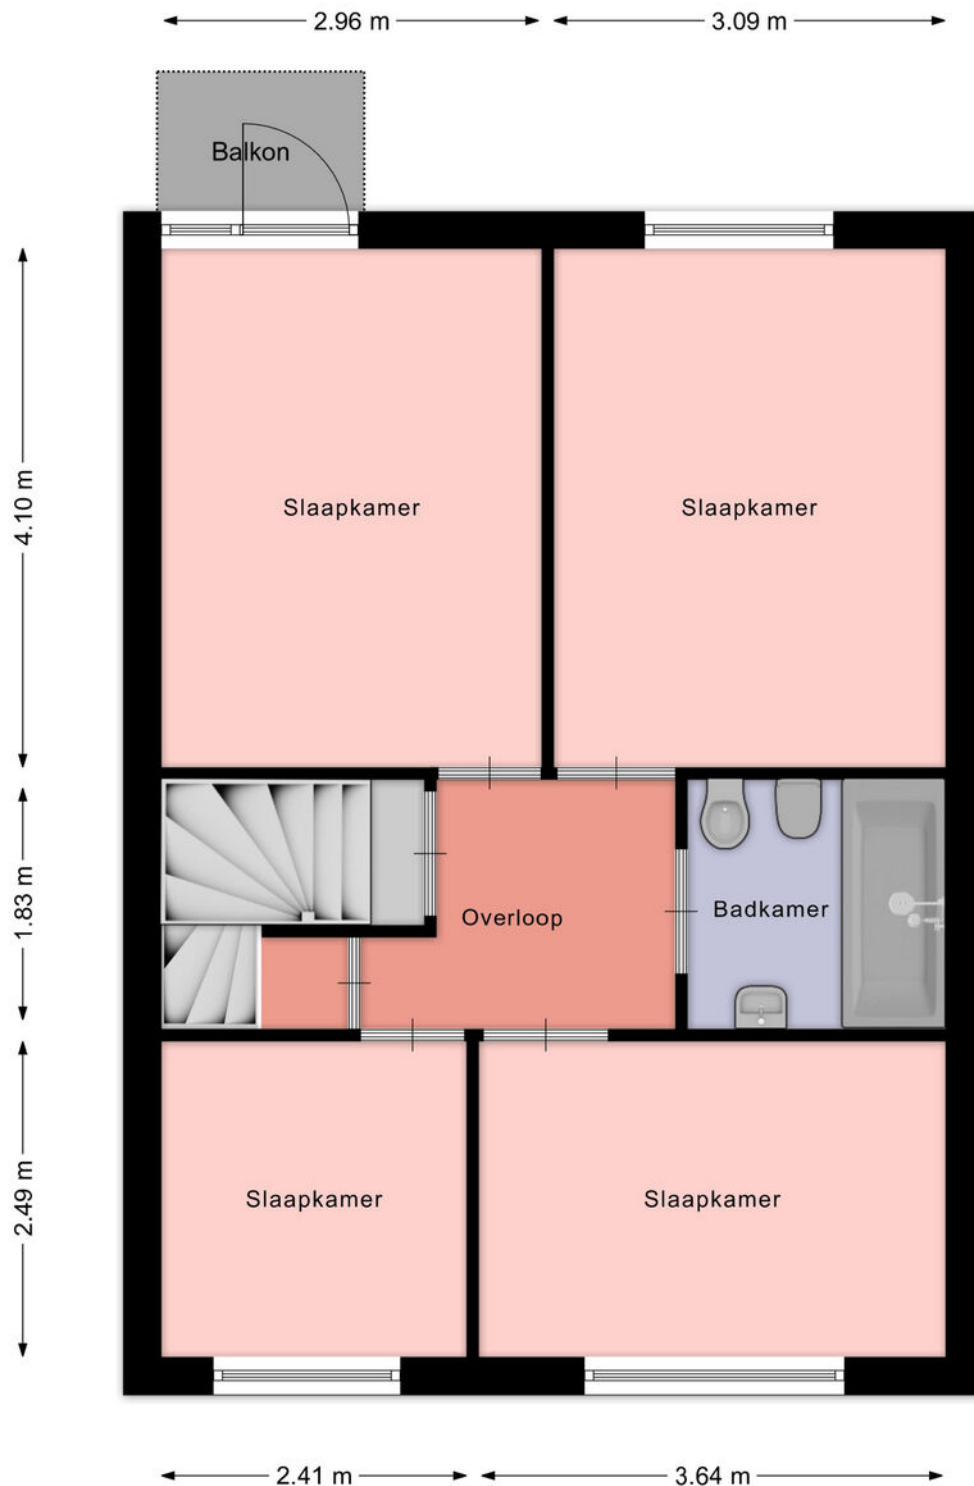 2.96 m
3.09 m
Balkon
4.10 m
Slaapkamer
Slaapkamer
1.83 m
Overloop
Badkamer
2.49 m
Slaapkamer
Slaapkamer
2.41 m
3.64 m